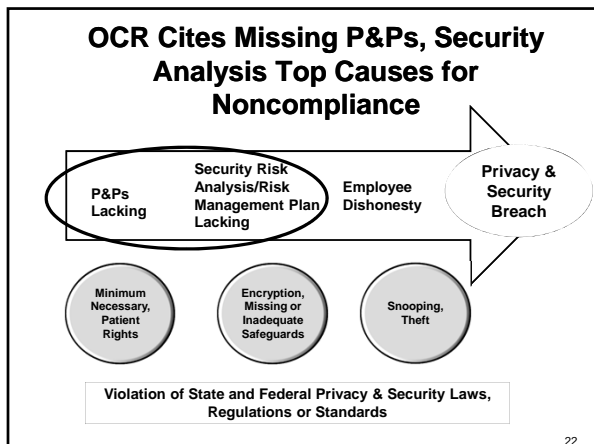 OCR Cites Missing P&Ps, Security
Analysis Top Causes for
Noncompliance
P&Ps
Lacking
Security Risk
Analysis/Risk
Management Plan
Lacking
Employee
Dishonesty
Privacy &
Security
Breach
Minimum
Necessary,
Patient
Rights
Encryption,
Missing or
Inadequate
Safeguards
Snooping,
Theft
Violation of State and Federal Privacy & Security Laws,
Regulations or Standards
22